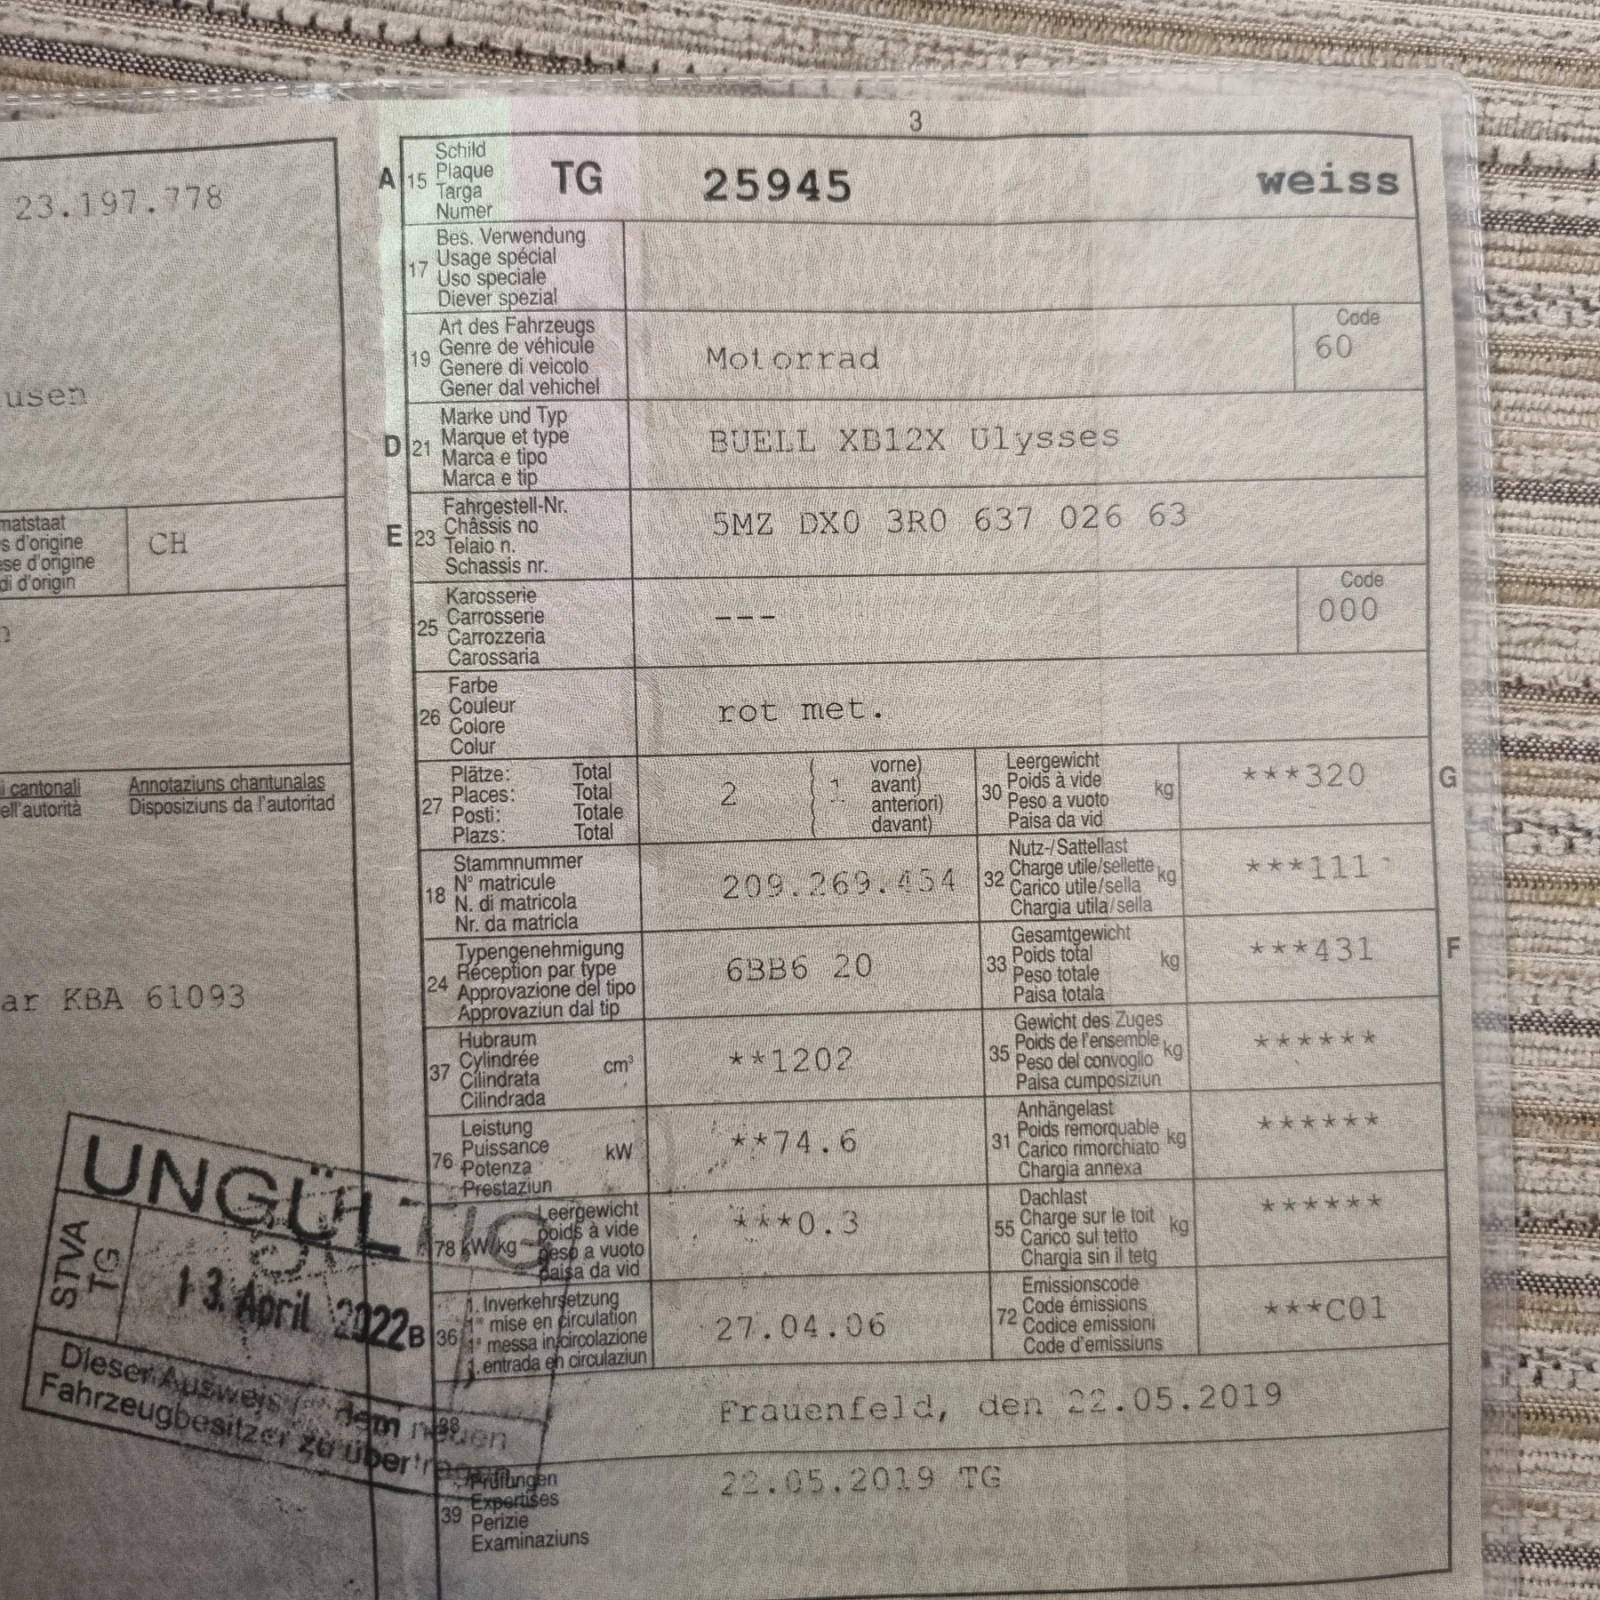 3
23.197.778
usen
matstaat
s d'origine
ese d'origine
di d'origin
CH
i cantonali Annotaziuns chantunalas
ell'autorità Disposiziuns da l'autoritad
ar KBA 61093
UNGÜLTIG
STVA
TG
13. April 2022
Dieser Ausweis ist dem neuen
Fahrzeugbesitzer zu übertragen
A 15 Schild
Plaque
Targa
Numer
TG 25945 weiss
17 Bes. Verwendung
Usage spécial
Uso speciale
Diever spezial
19 Art des Fahrzeugs
Genre de véhicule
Genere di veicolo
Gener dal vehichel
Motorrad
Code
60
D 21 Marke und Typ
Marque et type
Marca e tipo
Marca e tip
BUELL XB12X Ulysses
E 23 Fahrgestell-Nr.
Châssis no
Telaio n.
Schassis nr.
5MZ DX0 3R0 637 026 63
25 Karosserie
Carrosserie
Carrozzeria
Carossaria
---
Code
000
26 Farbe
Couleur
Colore
Colur
rot met.
27 Plätze: Total
Places: Total
Posti: Totale
Plazs: Total
2 ( 1 vorne)
avant)
anteriori)
davant)
30 Leergewicht
Poids à vide
Peso a vuoto
Paisa da vid
kg ***320 G
18 Stammnummer
N° matricule
N. di matricola
Nr. da matricla
209.269.454
32 Nutz-/Sattellast
Charge utile/sellette
Carico utile/sella
Chargia utila/sella
kg ***111
24 Typengenehmigung
Réception par type
Approvazione del tipo
Approvaziun dal tip
6BB6 20
33 Gesamtgewicht
Poids total
Peso totale
Paisa totala
kg ***431 F
37 Hubraum
Cylindrée
Cilindrata
Cilindrada
cm³ **1202
35 Gewicht des Zuges
Poids de l'ensemble
Peso del convoglio
Paisa cumposiziun
kg ******
76 Leistung
Puissance
Potenza
Prestaziun
kW **74.6
31 Anhängelast
Poids remorquable
Carico rimorchiato
Chargia annexa
kg ******
78 kW/kg Leergewicht
poids à vide
peso a vuoto
paisa da vid
***0.3
55 Dachlast
Charge sur le toit
Carico sul tetto
Chargia sin il tetg
kg ******
B 36 1. Inverkehrsetzung
1re mise en circulation
1a messa in circolazione
1. entrada en circulaziun
27.04.06
72 Emissionscode
Code émissions
Codice emissioni
Code d'emissiuns
***C01
38
Frauenfeld, den 22.05.2019
39 Prüfungen
Expertises
Perizie
Examinaziuns
22.05.2019 TG